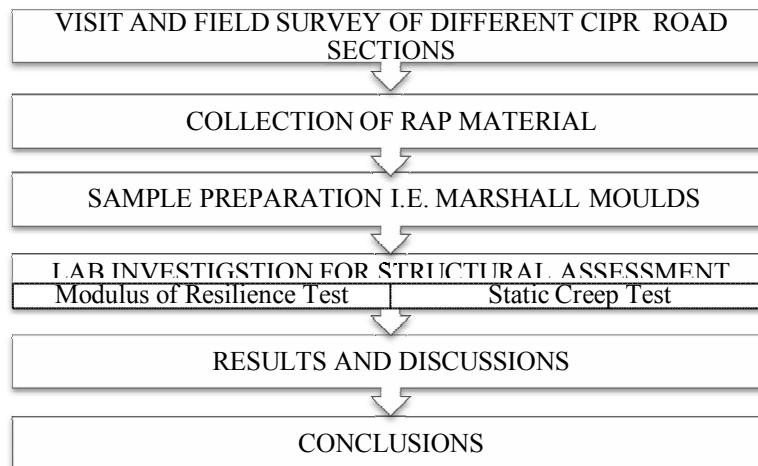 VISIT AND FIELD SURVEY OF DIFFERENT CIPR ROAD
SECTIONS
COLLECTION OF RAP MATERIAL
SAMPLE PREPARATION I.E. MARSHALL MOULDS
LAB INVESTIGSTION FOR STRUCTURAL ASSESSMENT
Modulus of Resilience Test
Static Creep Test
RESULTS AND DISCUSSIONS
CONCLUSIONS